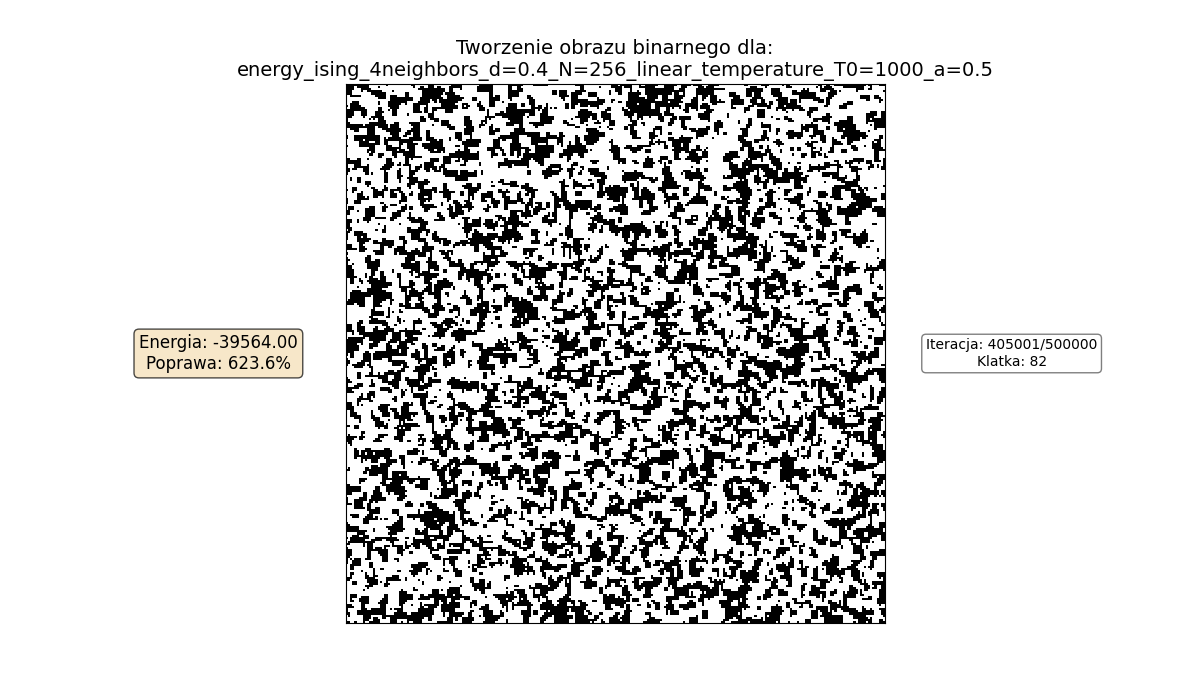 Tworzenie obrazu binarnego dla:
energy_ising_4neighbors_d=0.4_N=256_linear_temperature_T0=1000_a=0.5
Energia: -39564.00
Poprawa: 623.6%
Iteracja: 405001/500000
Klatka: 82